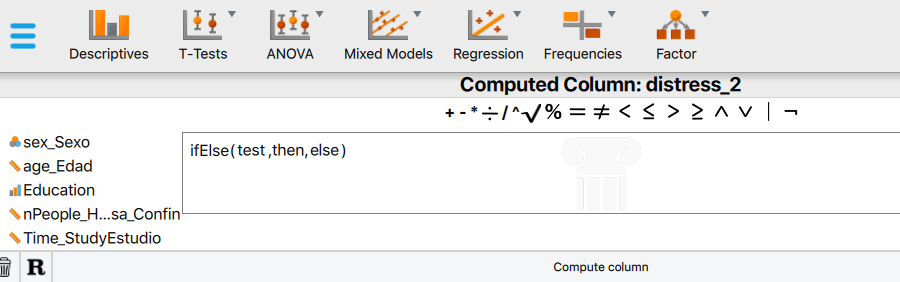 Descriptives T-Tests ANOVA Mixed Models Regression Frequencies Factor
Computed Column: distress_2
+ - * ÷ / ^ √ % = ≠ < ≤ > ≥ ∧ ∨ | ¬
sex_Sexo
ifElse(test,then,else)
age_Edad
Education
nPeople_H...sa_Confin
Time_StudyEstudio
R Compute column